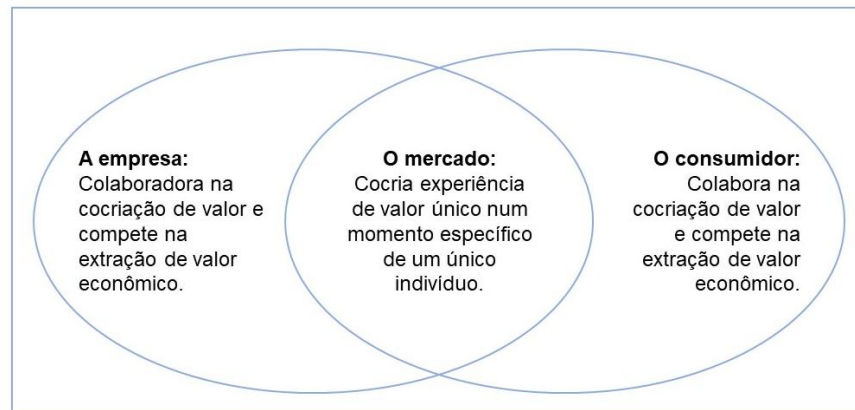 A empresa:
Colaboradora na
cocriação de valor e
compete na
extração de valor
econômico.
O mercado:
Cocria experiência
de valor único num
momento específico
de um único
indivíduo.
O consumidor:
Colabora na
cocriação de valor
e compete na
extração de valor
econômico.